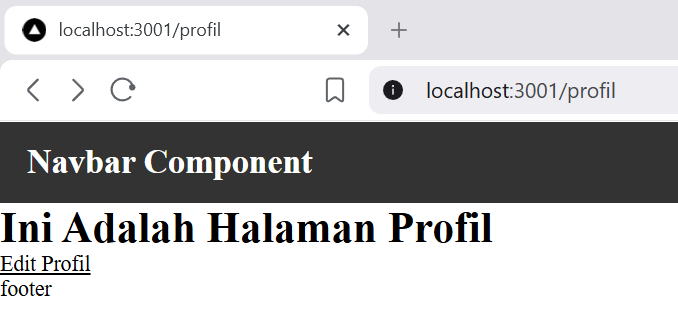 localhost:3001/profil
localhost:3001/profil
Navbar Component
Ini Adalah Halaman Profil
Edit Profil
footer